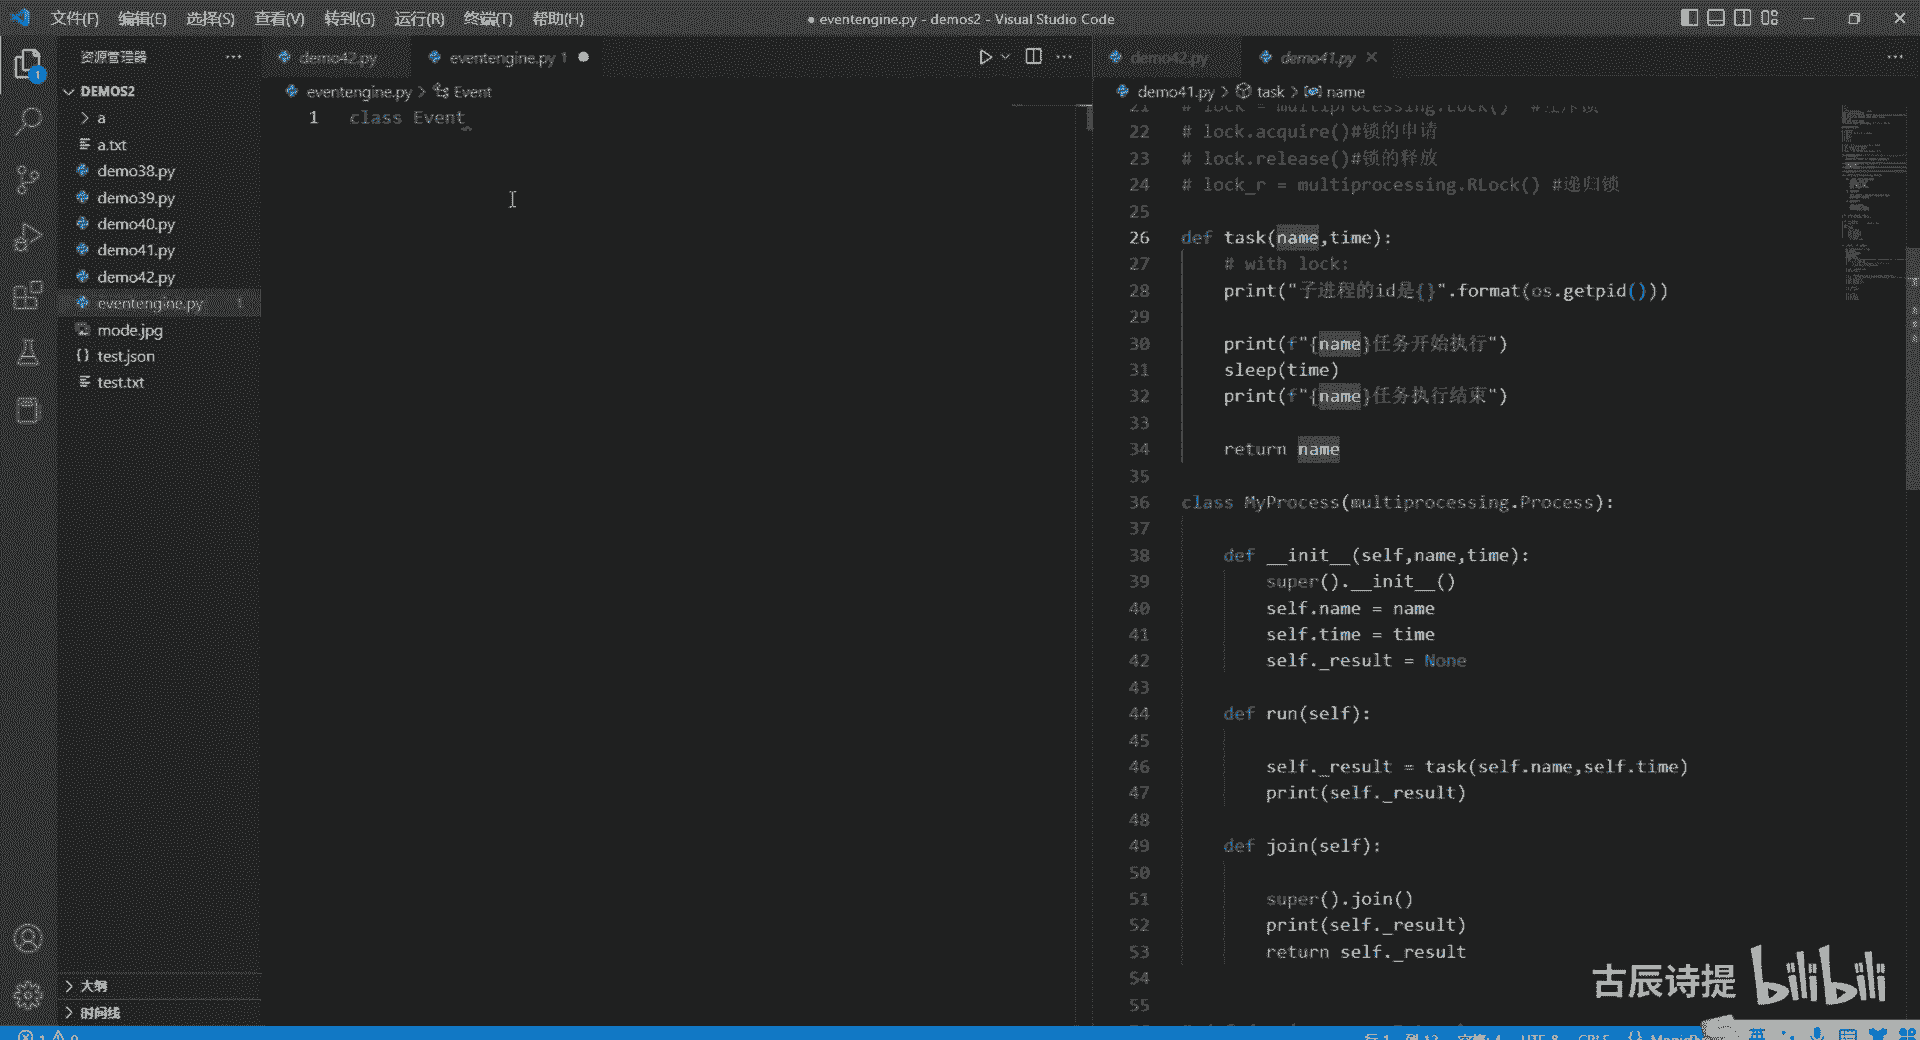 文件(F) 编辑(E) 选择(S) 查看(V) 转到(G) 运行(R) 终端(T) 帮助(H)
● eventengine.py - demos2 - Visual Studio Code
资源管理器
DEMOS2
a
a.txt
demo38.py
demo39.py
demo40.py
demo41.py
demo42.py
eventengine.py 1
mode.jpg
test.json
test.txt
大纲
时间线
demo42.py eventengine.py 1
eventengine.py > Event
1 class Event
demo42.py demo41.py
demo41.py > task > name
21 # lock = multiprocessing.Lock()
22 # lock.acquire()#锁的申请
23 # lock.release()#锁的释放
24 # lock_r = multiprocessing.RLock() #递归锁
25
26 def task(name,time):
27 # with lock:
28 print("子进程的id是{}".format(os.getpid()))
29
30 print(f"{name}任务开始执行")
31 sleep(time)
32 print(f"{name}任务执行结束")
33
34 return name
35
36 class MyProcess(multiprocessing.Process):
37
38 def __init__(self,name,time):
39 super().__init__()
40 self.name = name
41 self.time = time
42 self._result = None
43
44 def run(self):
45
46 self._result = task(self.name,self.time)
47 print(self._result)
48
49 def join(self):
50
51 super().join()
52 print(self._result)
53 return self._result
54
55
古辰诗提 bilibili